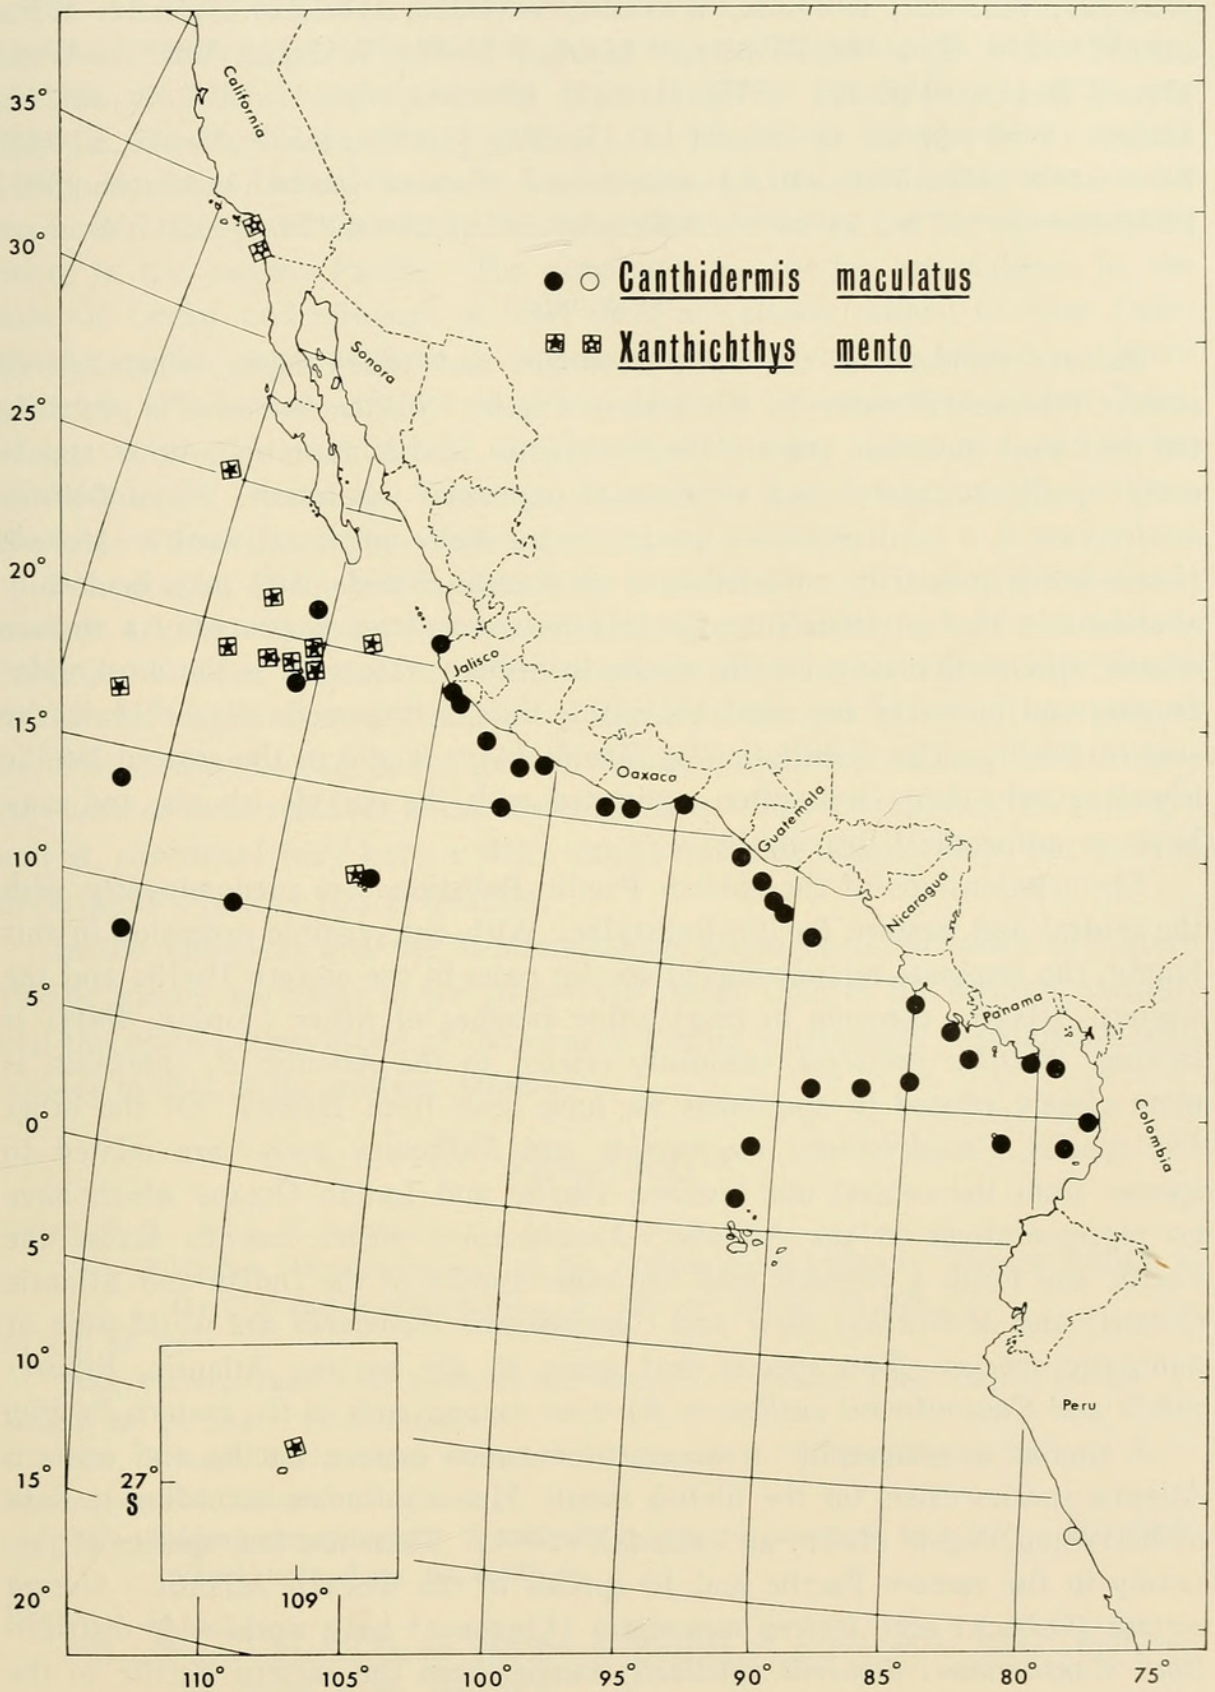 35°
30°
25°
20°
15°
10°
5°
0°
5°
10°
15°
20°
California
Sonora
Canthidermis maculatus
Xanthichthys mento
Jalisco
Oaxaca
Guatemala
Nicaragua
Panama
Colombia
Peru
27°
S
109°
110° 105° 100° 95° 90° 85° 80° 75°